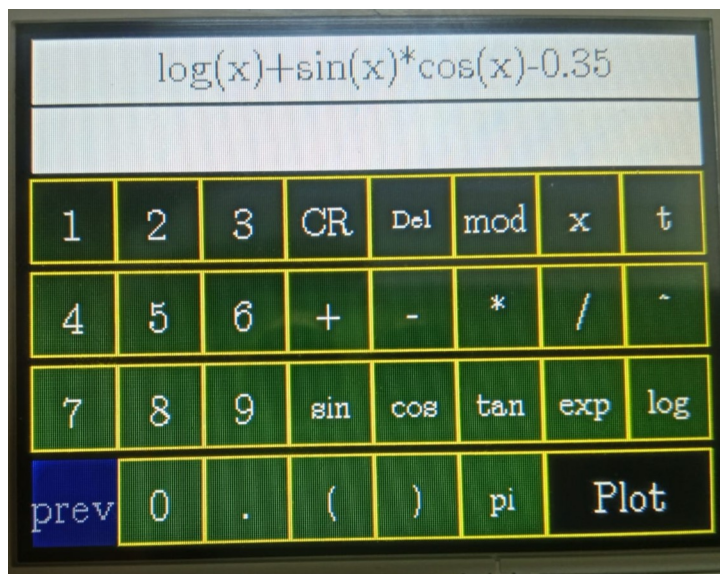 log(x)+sin(x)*cos(x)-0.35
1 2 3 CR Del mod x t
4 5 6 + - * / ^
7 8 9 sin cos tan exp log
prev 0 . ( ) pi Plot